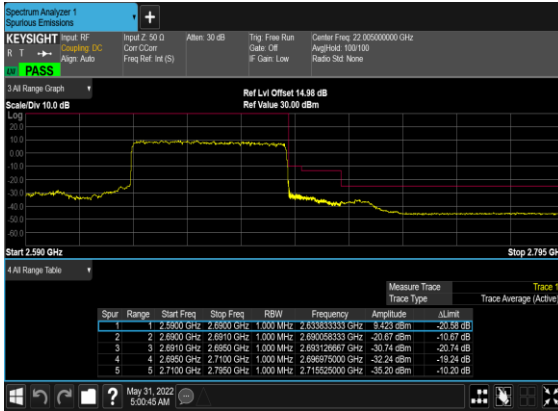 Spectrum Analyzer 1
Spurious Emissions
KEYSIGHT
R T
Input: RF
Coupling: DC
Align: Auto
Input Z: 50 Ω
Corr CCorr
Freq Ref: Int (S)
Atten: 30 dB
Trig: Free Run
Gate: Off
IF Gain: Low
Center Freq: 22.005000000 GHz
Avg|Hold: 100/100
Radio Std: None
PASS
3 All Range Graph
Scale/Div 10.0 dB
Ref Lvl Offset 14.98 dB
Ref Value 30.00 dBm
Log
20.0
10.0
0.00
-10.0
-20.0
-30.0
-40.0
-50.0
-60.0
Start 2.590 GHz
Stop 2.795 GH
4 All Range Table
Measure Trace Trace 1
Trace Type Trace Average (Active)
Spur Range Start Freq Stop Freq RBW Frequency Amplitude ΔLimit
1 1 2.5900 GHz 2.6900 GHz 1.000 MHz 2.633833333 GHz 9.423 dBm -20.58 dB
2 2 2.6900 GHz 2.6910 GHz 1.000 MHz 2.690058333 GHz -20.67 dBm -10.67 dB
3 3 2.6910 GHz 2.6950 GHz 1.000 MHz 2.693126667 GHz -30.74 dBm -20.74 dB
4 4 2.6950 GHz 2.7100 GHz 1.000 MHz 2.696975000 GHz -32.24 dBm -19.24 dB
5 5 2.7100 GHz 2.7950 GHz 1.000 MHz 2.715525000 GHz -35.20 dBm -10.20 dB
May 31, 2022
5:00:45 AM